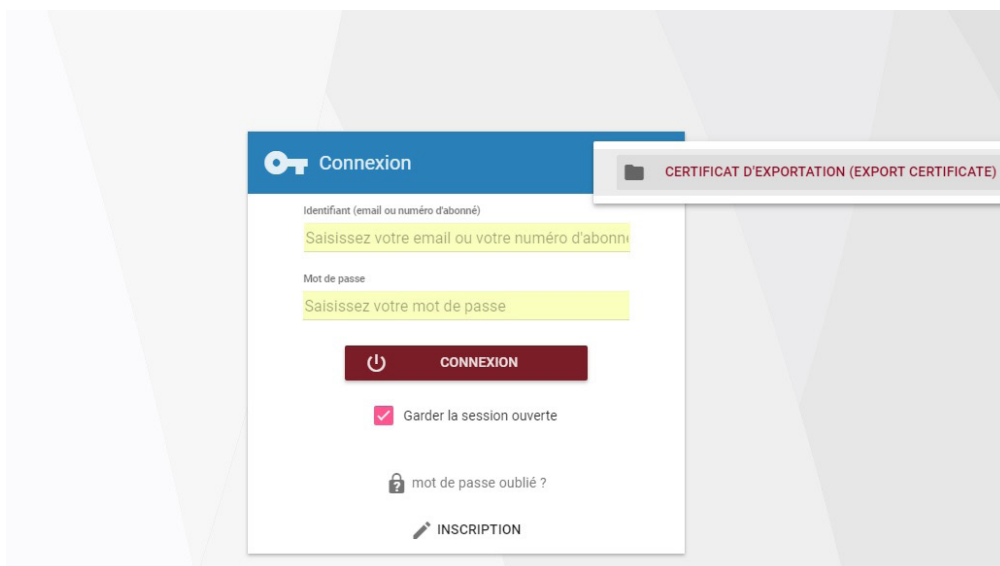 Connexion
CERTIFICAT D'EXPORTATION (EXPORT CERTIFICATE)
Identifiant (email ou numéro d'abonné)
Saisissez votre email ou votre numéro d'abonné
Mot de passe
Saisissez votre mot de passe
CONNEXION
Garder la session ouverte
mot de passe oublié ?
INSCRIPTION